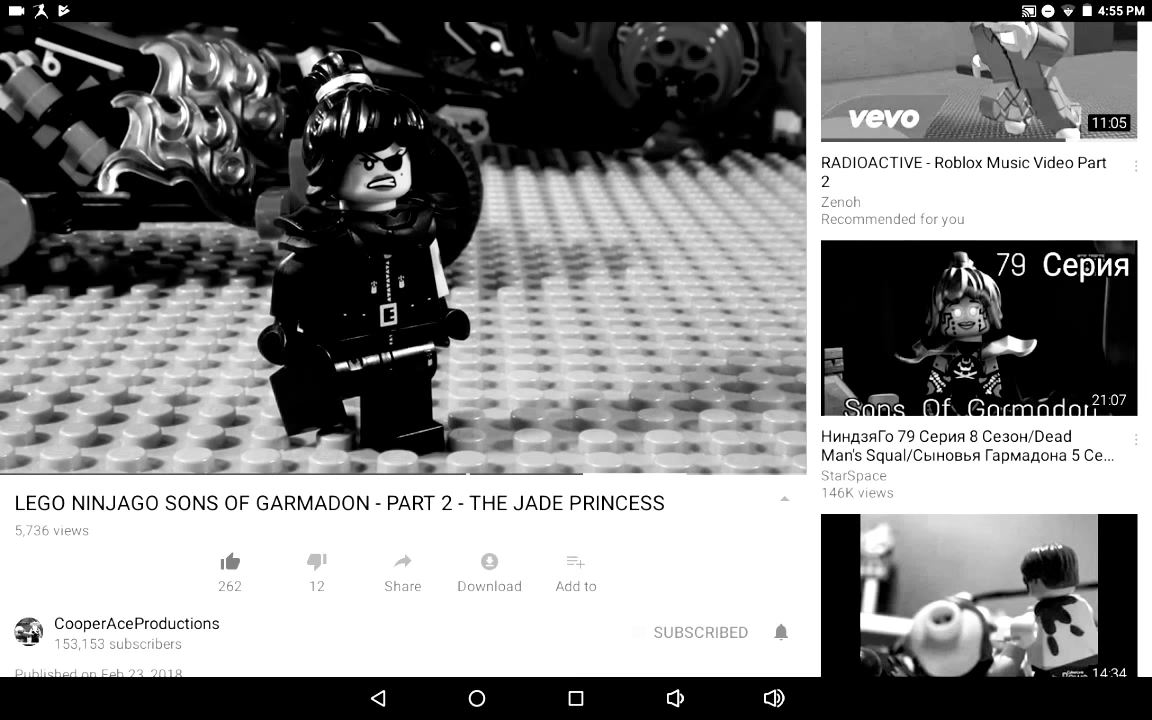 4:55 PM
vevo
11:05
RADIOACTIVE - Roblox Music Video Part
2
Zenoh
Recommended for you
79 Серия
Sons Of Garmadon
21:07
НиндзяГо 79 Серия 8 Сезон/Dead
Man's Squal/Сыновья Гармадона 5 Се...
StarSpace
146K views
14:34
LEGO NINJAGO SONS OF GARMADON - PART 2 - THE JADE PRINCESS
5,736 views
262
12
Share
Download
Add to
CooperAceProductions
153,153 subscribers
SUBSCRIBED
Published on Feb 23, 2018